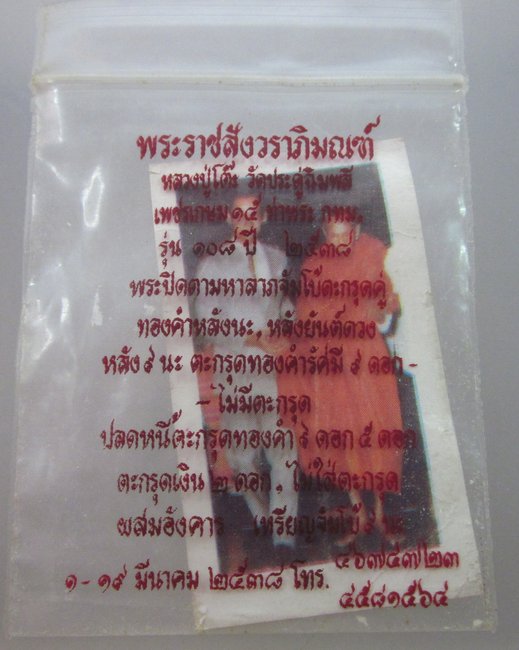 พระราชสังวราภิมณฑ์
หลวงปู่โต๊ะ วัดประดู่ฉิมพลี
เพชรเกษม ๑๕ ท่าพระ กทม.
รุ่น ๑๐๘ ปี ๒๕๓๘
พระปิดตามหาลาภจัมโบ้ตะกรุดคู่
ทองคำหลังนะ, หลังยันต์ดวง
หลัง ๙ นะ ตะกรุดทองคำรัศมี ๙ ดอก -
- ไม่มีตะกรุด
ปลดหนี้ตะกรุดทองคำ ๙ ดอก ๕ ดอก
ตะกรุดเงิน ๒ ดอก, ไม่ใส่ตะกรุด
ผสมอังคาร เหรียญจัมโบ้ ๙ นะ
๑ - ๑๙ มีนาคม ๒๕๓๘ โทร. ๔๖๗๔๗๒๓
๔๕๘๑๕๖๔